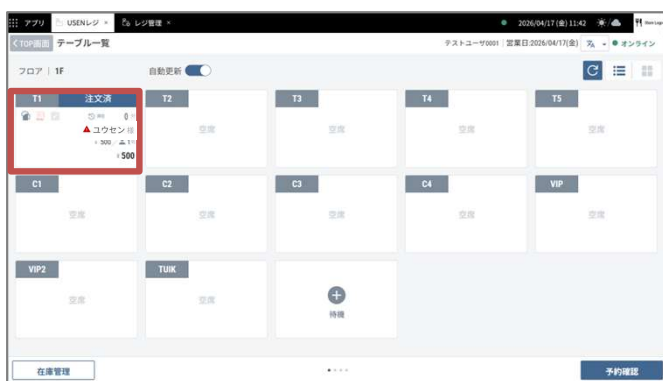 アプリ USENレジ × レジ管理 × 2026/04/17(金) 11:42
<TOP画面 テーブル一覧 テストユーザ0001 営業日:2026/04/17(金) オンライン
フロア | 1F 自動更新
T1 注文済 T2 T3 T4 T5
空席 空席 空席 空席
ユウセン 様
¥ 500 / 1
¥ 500
C1 C2 C3 C4 VIP
空席 空席 空席 空席 空席
VIP2 TUIK
空席 空席 待機
在庫管理 予約確認